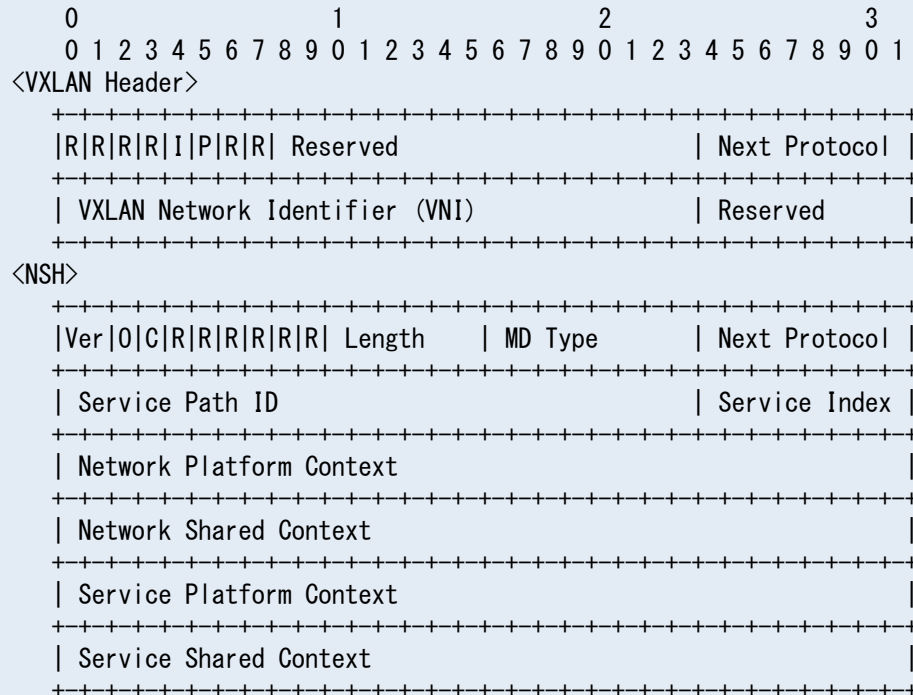 0 1 2 3
0 1 2 3 4 5 6 7 8 9 0 1 2 3 4 5 6 7 8 9 0 1 2 3 4 5 6 7 8 9 0 1
<VXLAN Header>
+-+-+-+-+-+-+-+-+-+-+-+-+-+-+-+-+-+-+-+-+-+-+-+-+-+-+-+-+-+-+-+-+
|R|R|R|R|I|P|R|R| Reserved | Next Protocol |
+-+-+-+-+-+-+-+-+-+-+-+-+-+-+-+-+-+-+-+-+-+-+-+-+-+-+-+-+-+-+-+-+
| VXLAN Network Identifier (VNI) | Reserved |
+-+-+-+-+-+-+-+-+-+-+-+-+-+-+-+-+-+-+-+-+-+-+-+-+-+-+-+-+-+-+-+-+
<NSH>
+-+-+-+-+-+-+-+-+-+-+-+-+-+-+-+-+-+-+-+-+-+-+-+-+-+-+-+-+-+-+-+-+
|Ver|O|C|R|R|R|R|R|R| Length | MD Type | Next Protocol |
+-+-+-+-+-+-+-+-+-+-+-+-+-+-+-+-+-+-+-+-+-+-+-+-+-+-+-+-+-+-+-+-+
| Service Path ID | Service Index |
+-+-+-+-+-+-+-+-+-+-+-+-+-+-+-+-+-+-+-+-+-+-+-+-+-+-+-+-+-+-+-+-+
| Network Platform Context |
+-+-+-+-+-+-+-+-+-+-+-+-+-+-+-+-+-+-+-+-+-+-+-+-+-+-+-+-+-+-+-+-+
| Network Shared Context |
+-+-+-+-+-+-+-+-+-+-+-+-+-+-+-+-+-+-+-+-+-+-+-+-+-+-+-+-+-+-+-+-+
| Service Platform Context |
+-+-+-+-+-+-+-+-+-+-+-+-+-+-+-+-+-+-+-+-+-+-+-+-+-+-+-+-+-+-+-+-+
| Service Shared Context |
+-+-+-+-+-+-+-+-+-+-+-+-+-+-+-+-+-+-+-+-+-+-+-+-+-+-+-+-+-+-+-+-+